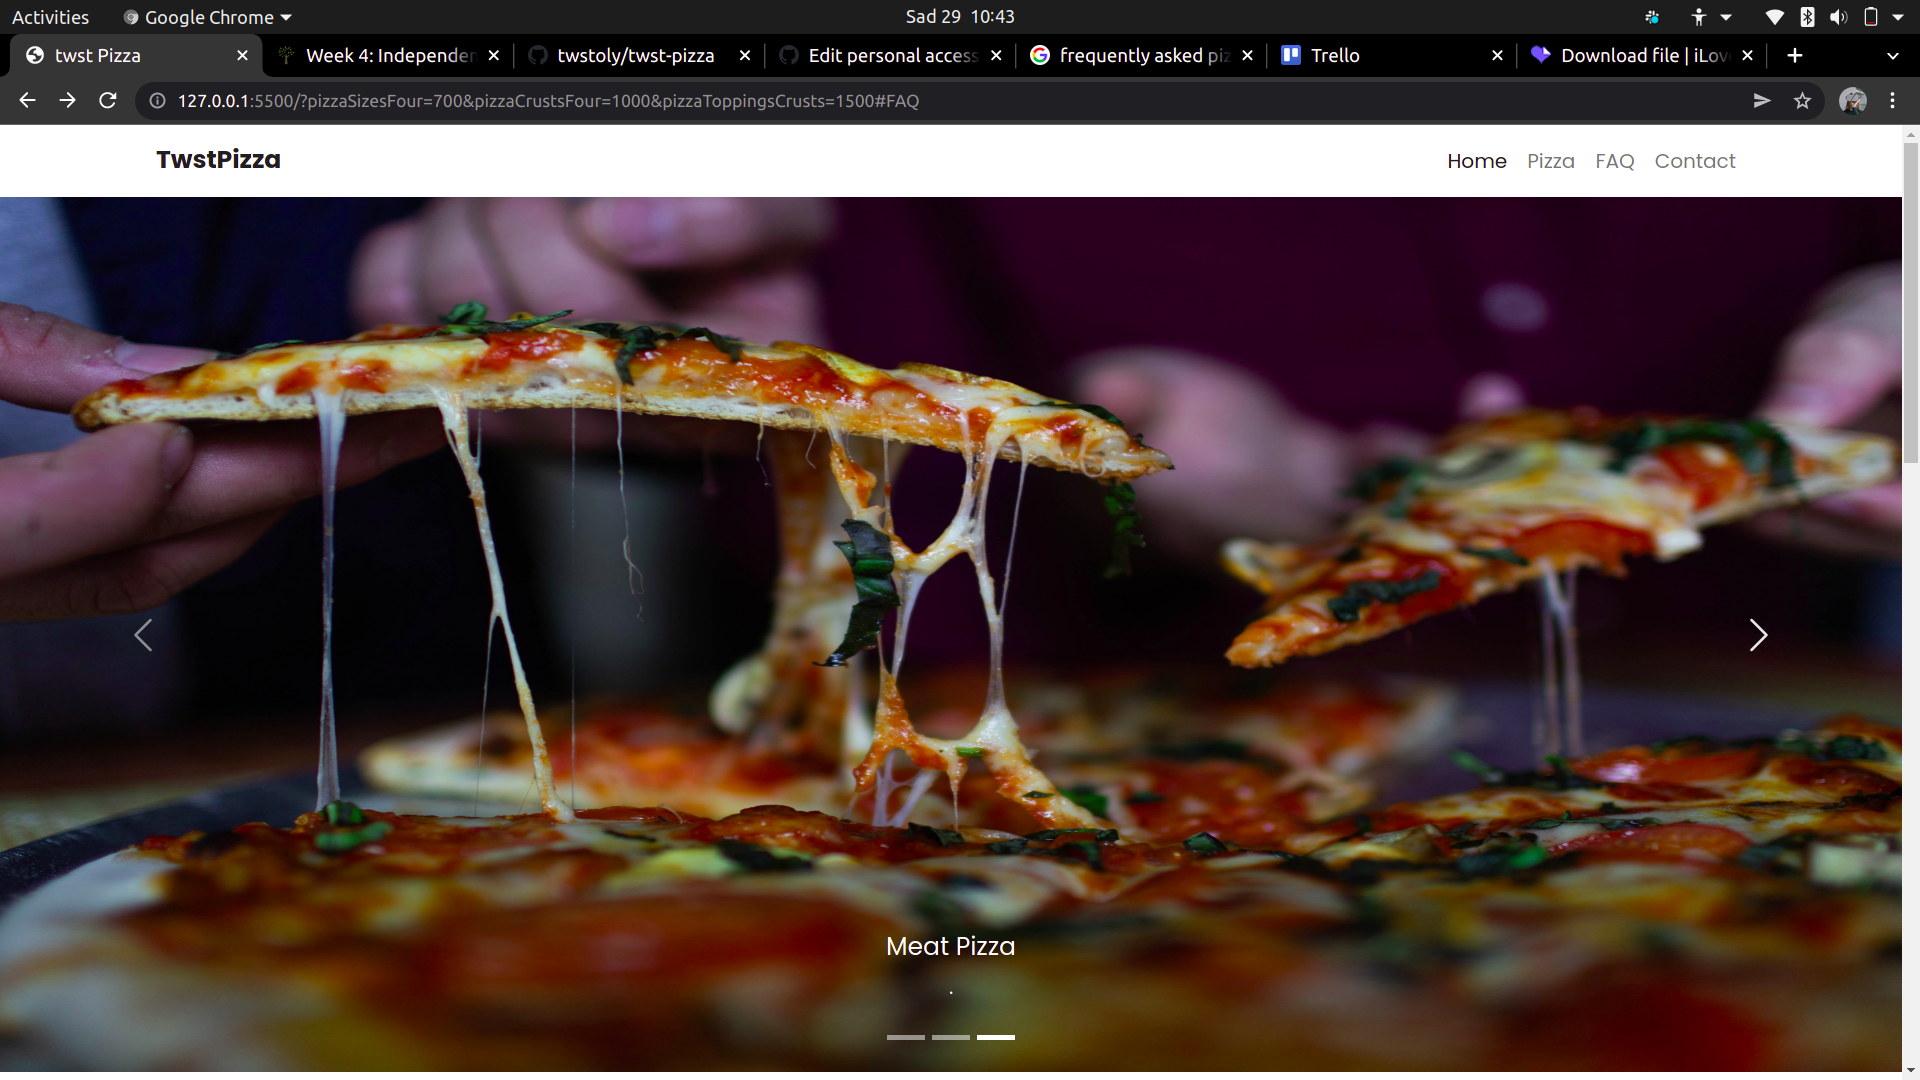 Activities Google Chrome Sad 29 10:43
twst Pizza Week 4: Independen twstoly/twst-pizza Edit personal access frequently asked piz Trello Download file | iLov
127.0.0.1:5500/?pizzaSizesFour=700&pizzaCrustsFour=1000&pizzaToppingsCrusts=1500#FAQ
TwstPizza Home Pizza FAQ Contact
Meat Pizza
.